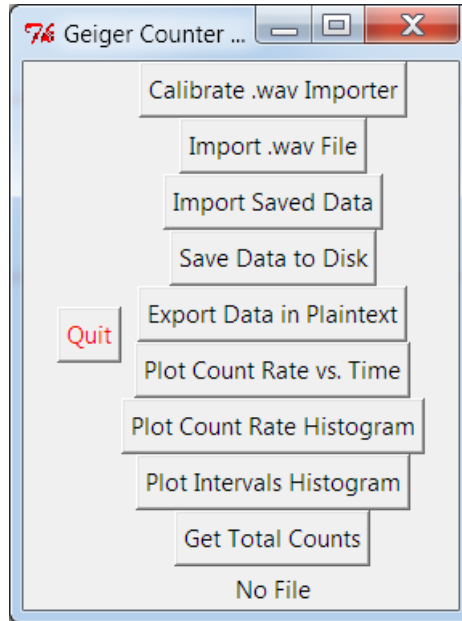 Geiger Counter ...
Calibrate .wav Importer
Import .wav File
Import Saved Data
Save Data to Disk
Quit
Export Data in Plaintext
Plot Count Rate vs. Time
Plot Count Rate Histogram
Plot Intervals Histogram
Get Total Counts
No File